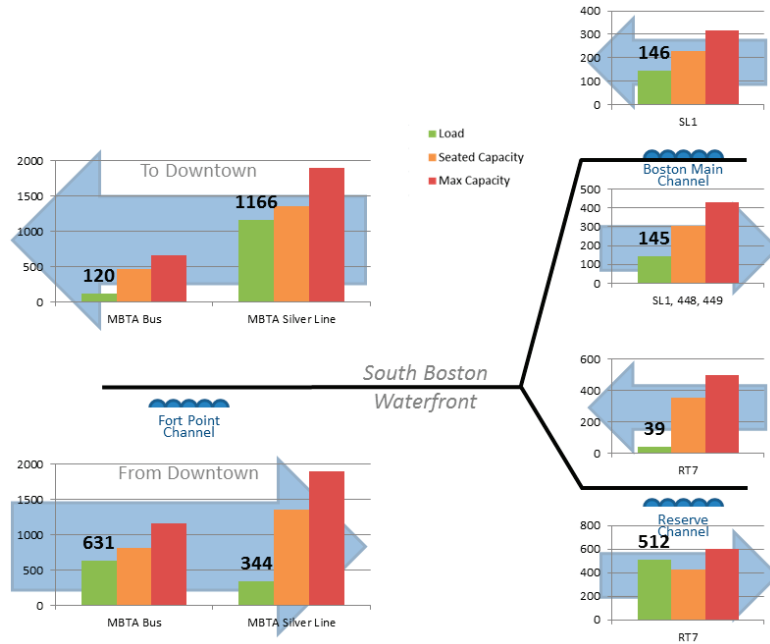 400
300
200
100
0
146
SL1
Load
Seated Capacity
Max Capacity
To Downtown
2000
1500
1000
500
0
120
1166
MBTA Bus
MBTA Silver Line
Boston Main
Channel
500
400
300
200
100
0
145
SL1, 448, 449
South Boston
Waterfront
Fort Point
Channel
600
400
200
0
39
RT7
From Downtown
2000
1500
1000
500
0
631
344
MBTA Bus
MBTA Silver Line
Reserve
Channel
800
600
400
200
0
512
RT7